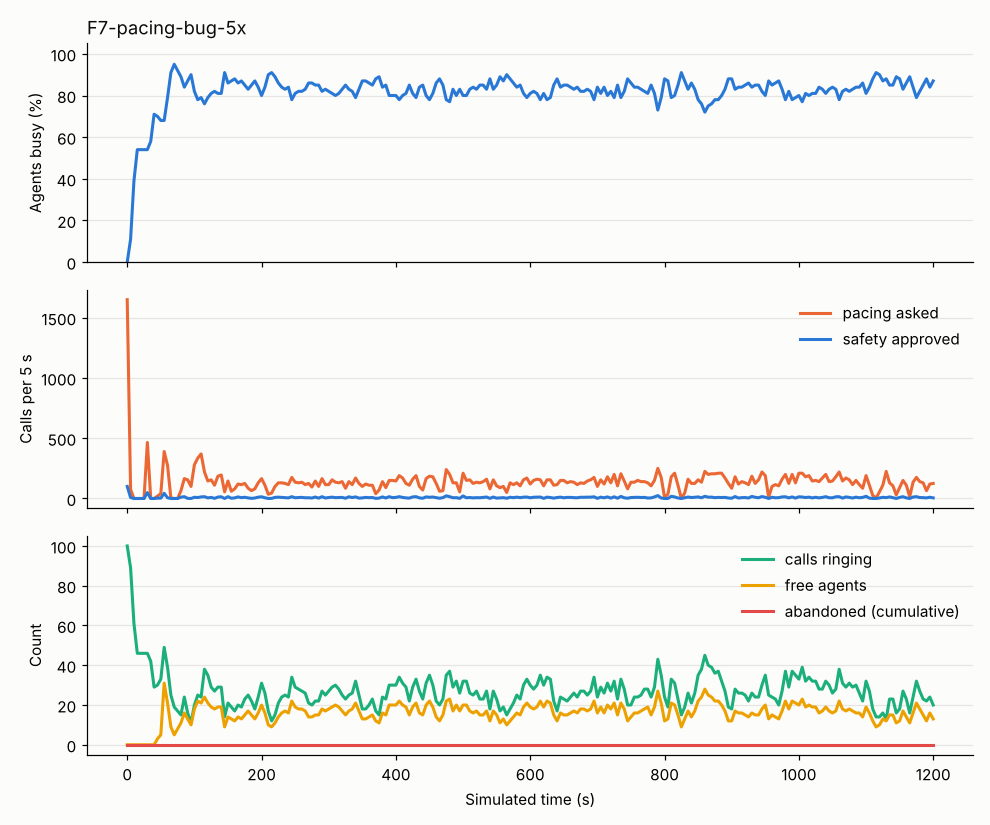 F7-pacing-bug-5x
100
80
60
40
20
0
Agents busy (%)
1500
1000
500
0
Calls per 5 s
pacing asked
safety approved
100
80
60
40
20
0
Count
calls ringing
free agents
abandoned (cumulative)
0 200 400 600 800 1000 1200
Simulated time (s)